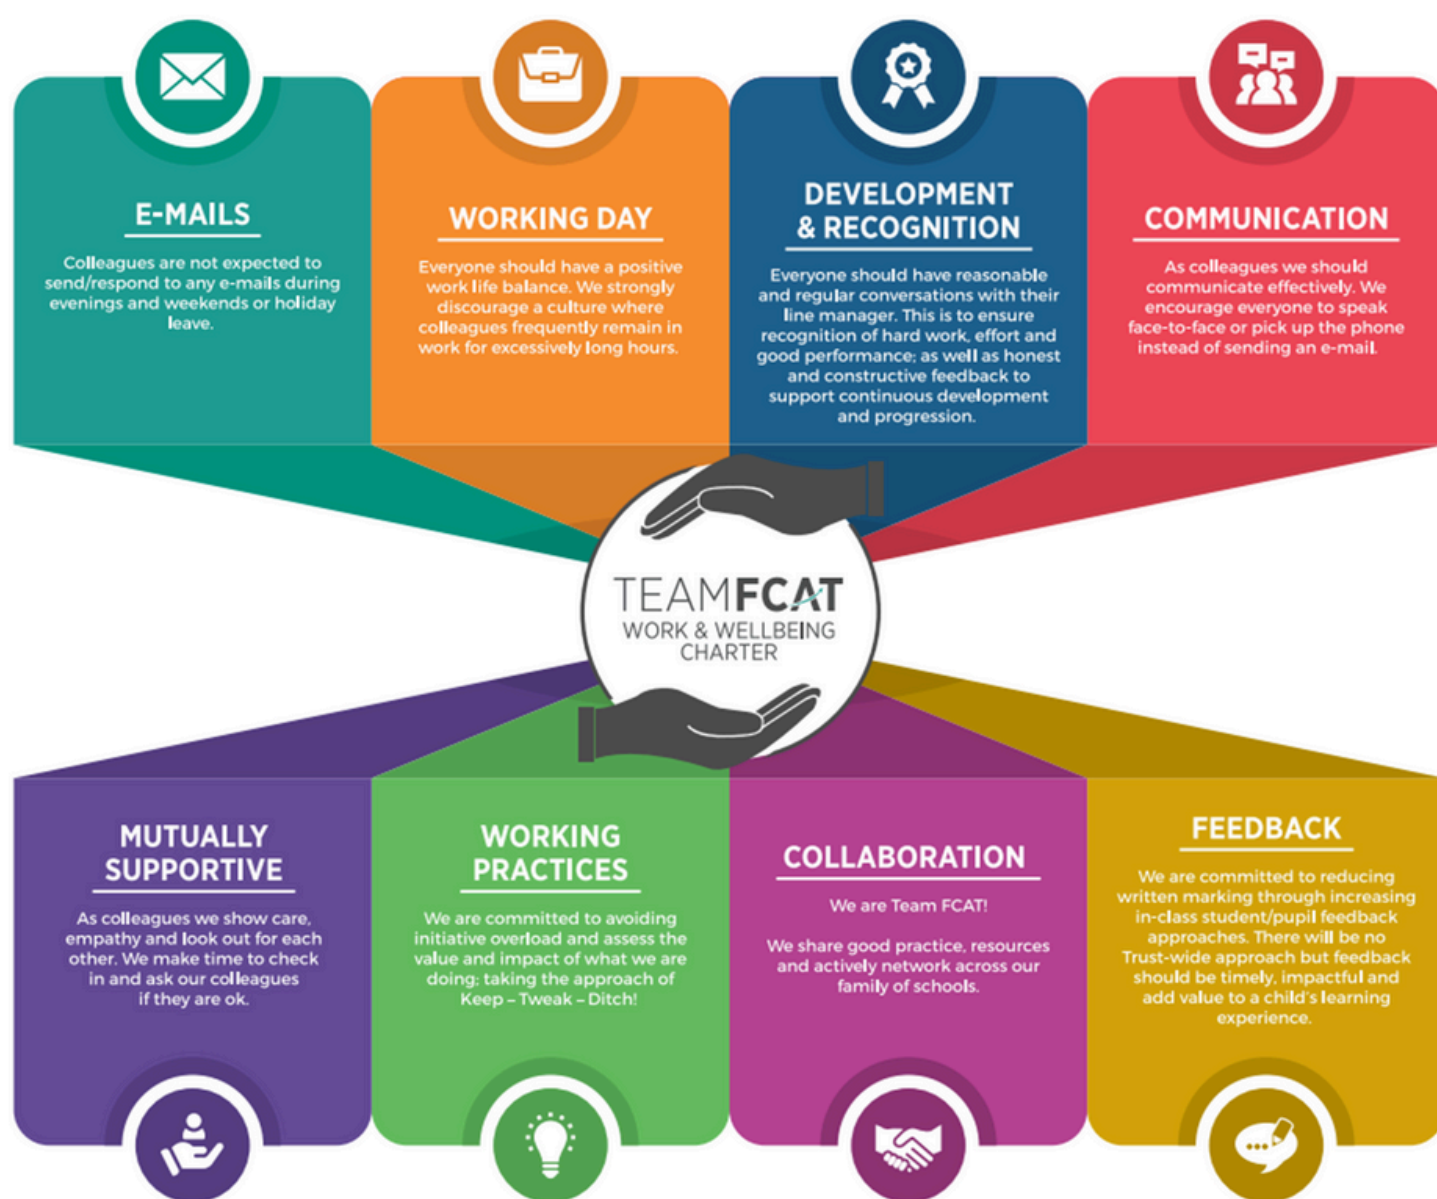 E-MAILS
Colleagues are not expected to
send/respond to any e-mails during
evenings and weekends or holiday
leave.
WORKING DAY
Everyone should have a positive
work life balance. We strongly
discourage a culture where
colleagues frequently remain in
work for excessively long hours.
DEVELOPMENT
& RECOGNITION
Everyone should have reasonable
and regular conversations with their
line manager. This is to ensure
recognition of hard work, effort and
good performance; as well as honest
and constructive feedback to
support continuous development
and progression.
COMMUNICATION
As colleagues we should
communicate effectively. We
encourage everyone to speak
face-to-face or pick up the phone
instead of sending an e-mail.
TEAMFCAT
WORK & WELLBEING
CHARTER
MUTUALLY
SUPPORTIVE
As colleagues we show care,
empathy and look out for each
other. We make time to check
in and ask our colleagues
if they are ok.
WORKING
PRACTICES
We are committed to avoiding
initiative overload and assess the
value and impact of what we are
doing; taking the approach of
Keep – Tweak – Ditch!
COLLABORATION
We are Team FCAT!
We share good practice, resources
and actively network across our
family of schools.
FEEDBACK
We are committed to reducing
written marking through increasing
in-class student/pupil feedback
approaches. There will be no
Trust-wide approach but feedback
should be timely, impactful and
add value to a child's learning
experience.